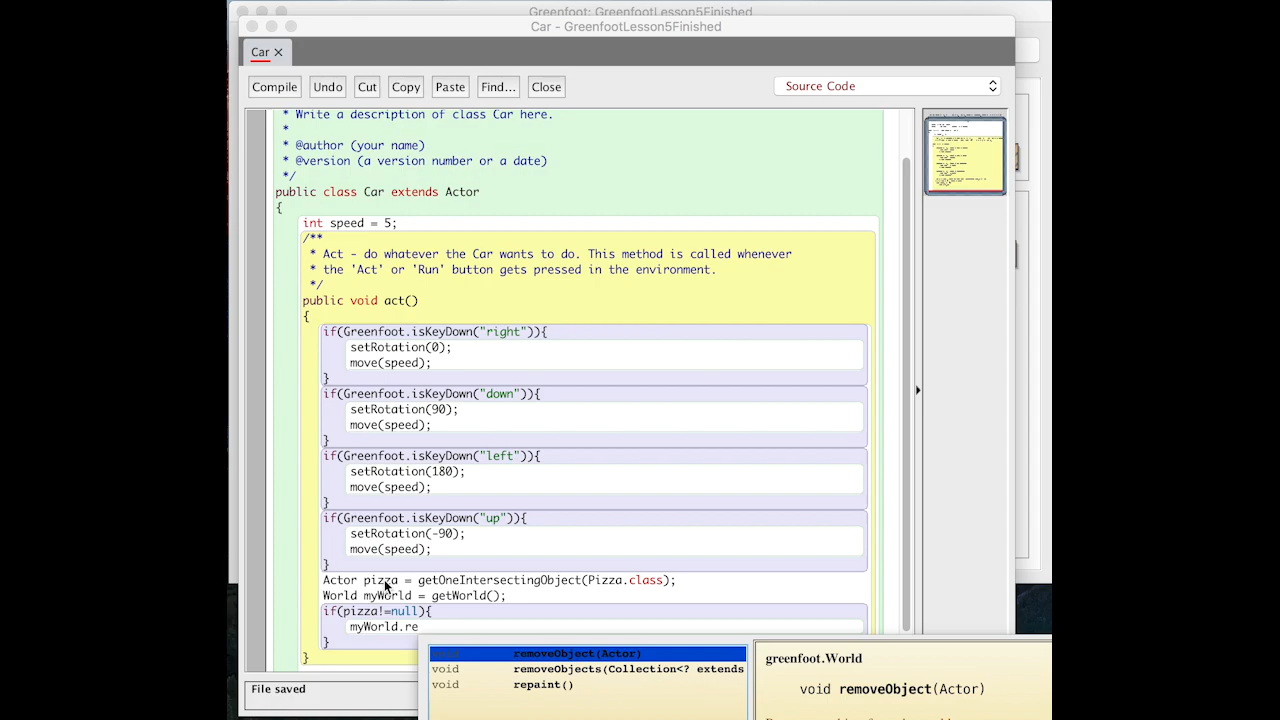 Greenfoot: GreenfootLesson5Finished
Car - GreenfootLesson5Finished
Car ×
Compile Undo Cut Copy Paste Find... Close Source Code
* Write a description of class Car here.
*
* @author (your name)
* @version (a version number or a date)
*/
public class Car extends Actor
{
int speed = 5;
/**
* Act - do whatever the Car wants to do. This method is called whenever
* the 'Act' or 'Run' button gets pressed in the environment.
*/
public void act()
{
if(Greenfoot.isKeyDown("right")){
setRotation(0);
move(speed);
}
if(Greenfoot.isKeyDown("down")){
setRotation(90);
move(speed);
}
if(Greenfoot.isKeyDown("left")){
setRotation(180);
move(speed);
}
if(Greenfoot.isKeyDown("up")){
setRotation(-90);
move(speed);
}
Actor pizza = getOneIntersectingObject(Pizza.class);
World myWorld = getWorld();
if(pizza!=null){
myWorld.re
}
}
void removeObject(Actor)
void removeObjects(Collection<? extends
void repaint()
greenfoot.World
void removeObject(Actor)
File saved